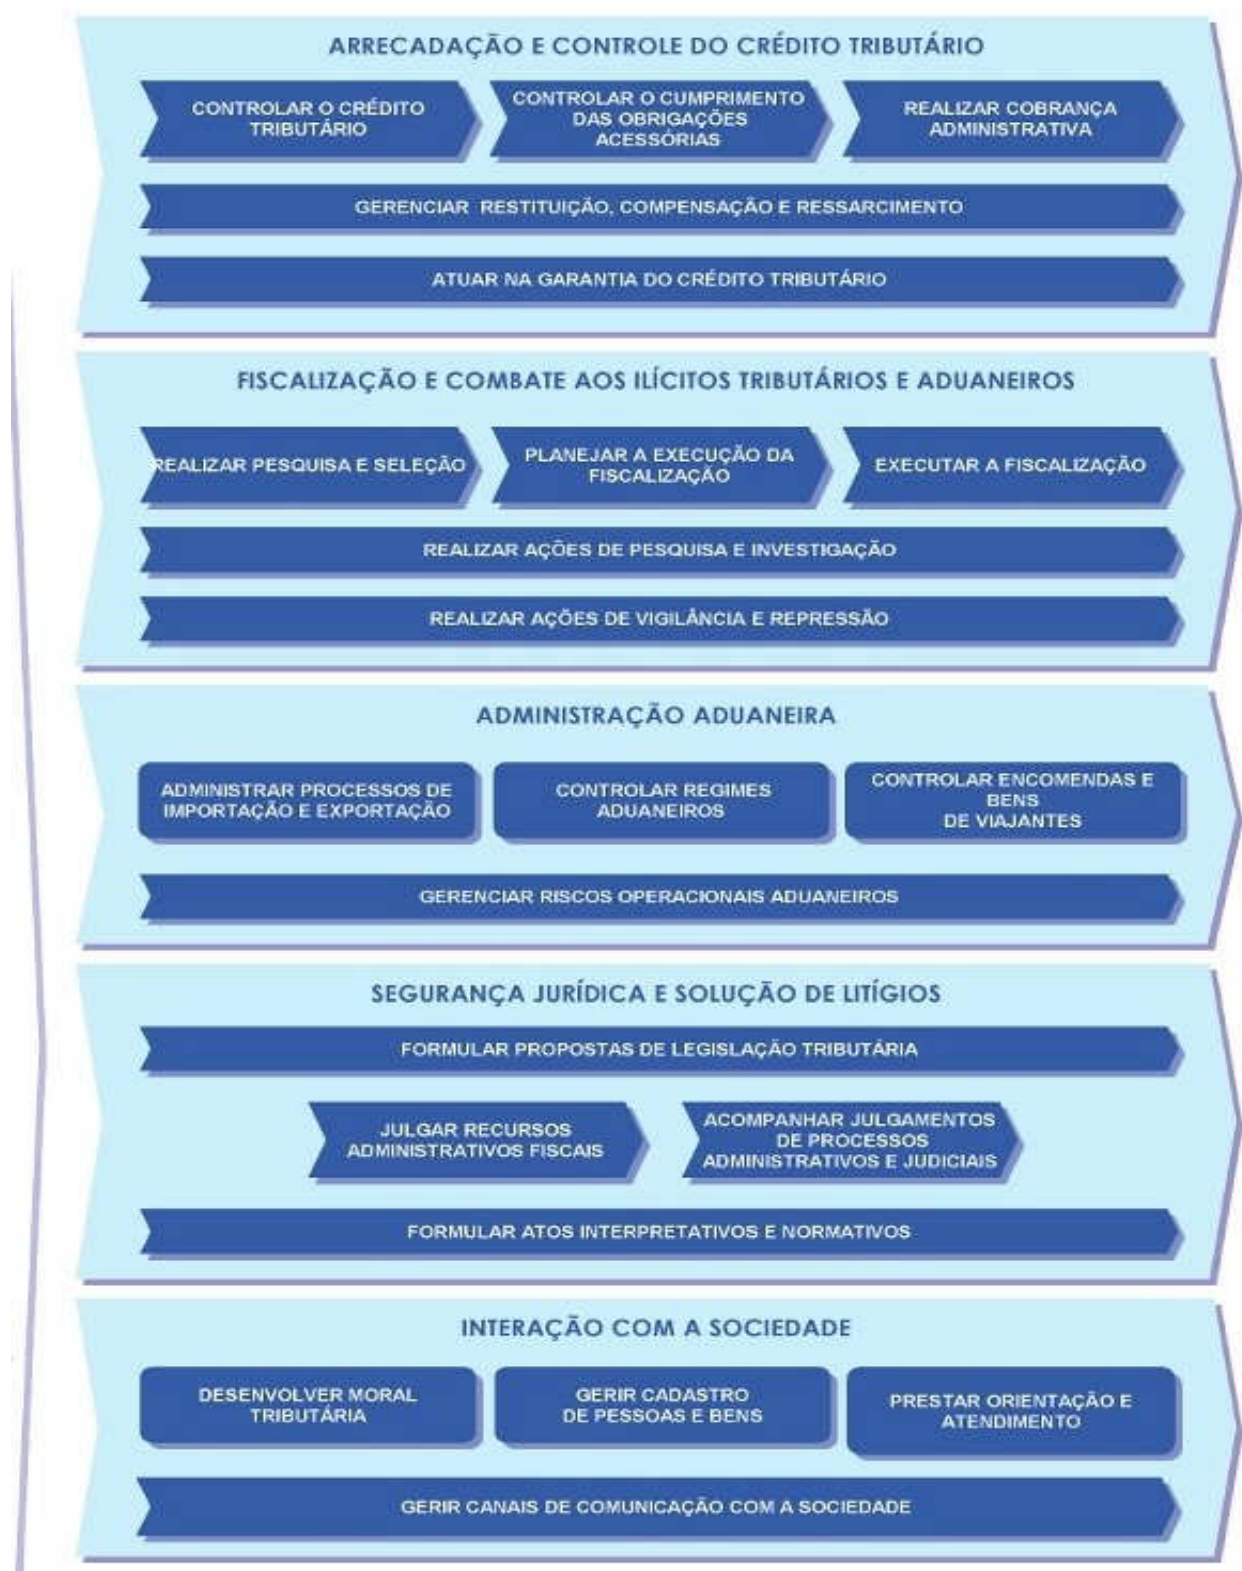 ARRECADAÇÃO E CONTROLE DO CRÉDITO TRIBUTÁRIO
CONTROLAR O CRÉDITO
TRIBUTÁRIO
CONTROLAR O CUMPRIMENTO
DAS OBRIGAÇÕES
ACESSÓRIAS
REALIZAR COBRANÇA
ADMINISTRATIVA
GERENCIAR RESTITUIÇÃO, COMPENSAÇÃO E RESSARCIMENTO
ATUAR NA GARANTIA DO CRÉDITO TRIBUTÁRIO
FISCALIZAÇÃO E COMBATE AOS ILÍCITOS TRIBUTÁRIOS E ADUANEIROS
REALIZAR PESQUISA E SELEÇÃO
PLANEJAR A EXECUÇÃO DA
FISCALIZAÇÃO
EXECUTAR A FISCALIZAÇÃO
REALIZAR AÇÕES DE PESQUISA E INVESTIGAÇÃO
REALIZAR AÇÕES DE VIGILÂNCIA E REPRESSÃO
ADMINISTRAÇÃO ADUANEIRA
ADMINISTRAR PROCESSOS DE
IMPORTAÇÃO E EXPORTAÇÃO
CONTROLAR REGIMES
ADUANEIROS
CONTROLAR ENCOMENDAS E
BENS
DE VIAJANTES
GERENCIAR RISCOS OPERACIONAIS ADUANEIROS
SEGURANÇA JURÍDICA E SOLUÇÃO DE LITÍGIOS
FORMULAR PROPOSTAS DE LEGISLAÇÃO TRIBUTÁRIA
JULGAR RECURSOS
ADMINISTRATIVOS FISCAIS
ACOMPANHAR JULGAMENTOS
DE PROCESSOS
ADMINISTRATIVOS E JUDICIAIS
FORMULAR ATOS INTERPRETATIVOS E NORMATIVOS
INTERAÇÃO COM A SOCIEDADE
DESENVOLVER MORAL
TRIBUTÁRIA
GERIR CADASTRO
DE PESSOAS E BENS
PRESTAR ORIENTAÇÃO E
ATENDIMENTO
GERIR CANAIS DE COMUNICAÇÃO COM A SOCIEDADE